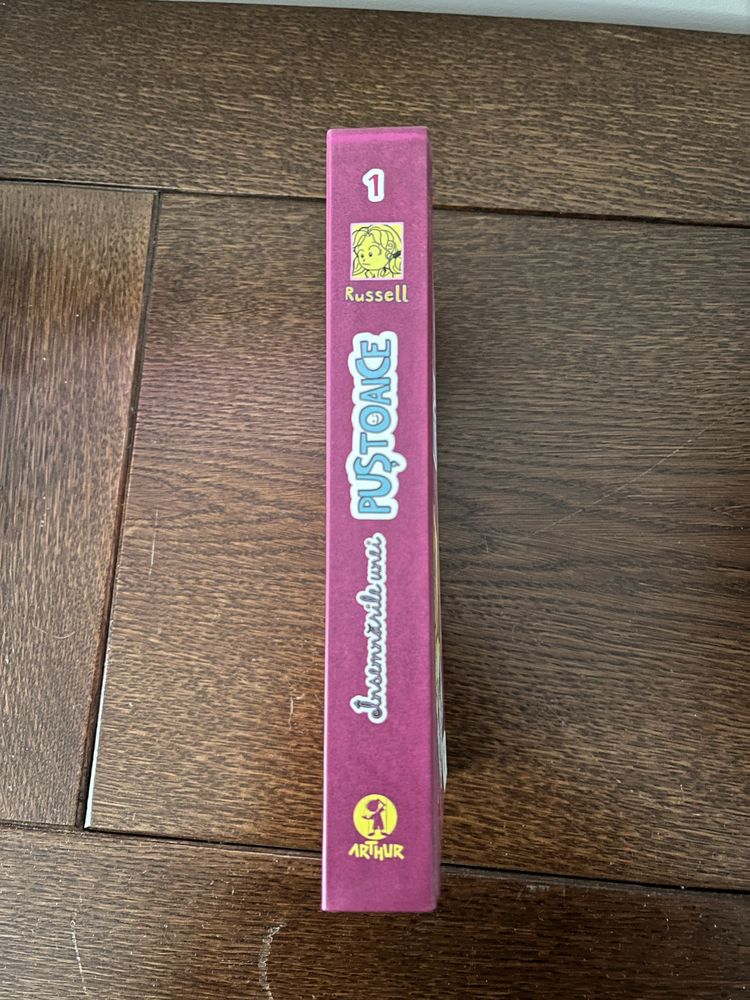 1
Russell
Însemnările unei
PUȘTOAICE
ARTHUR